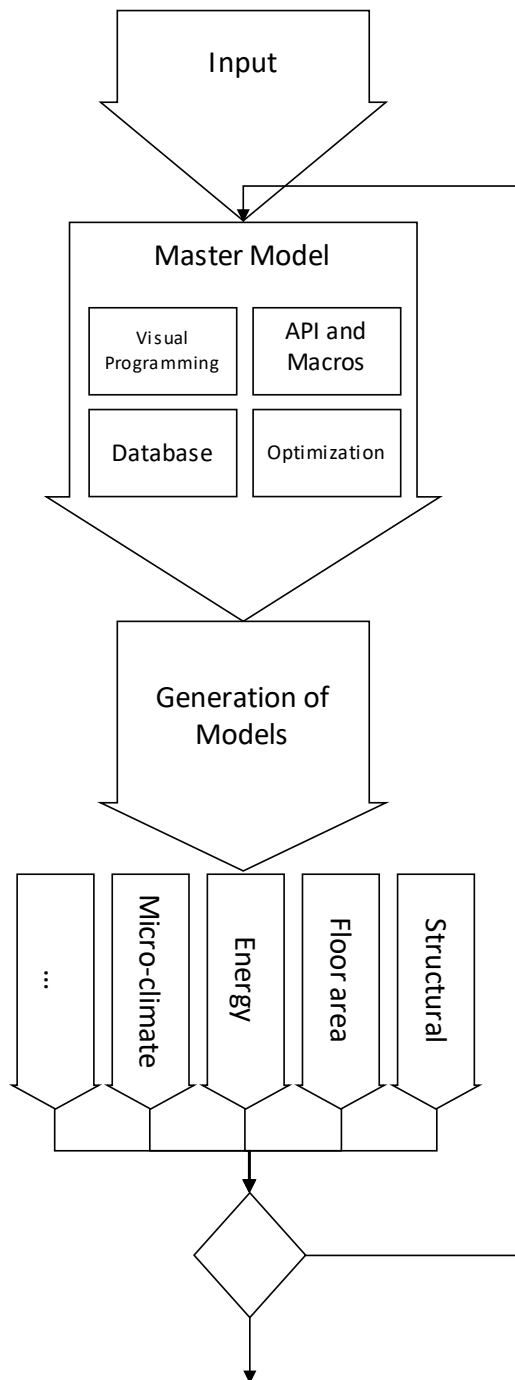 Input
Master Model
Visual
Programming
API and
Macros
Database
Optimization
Generation of
Models
...
Micro-climate
Energy
Floor area
Structural